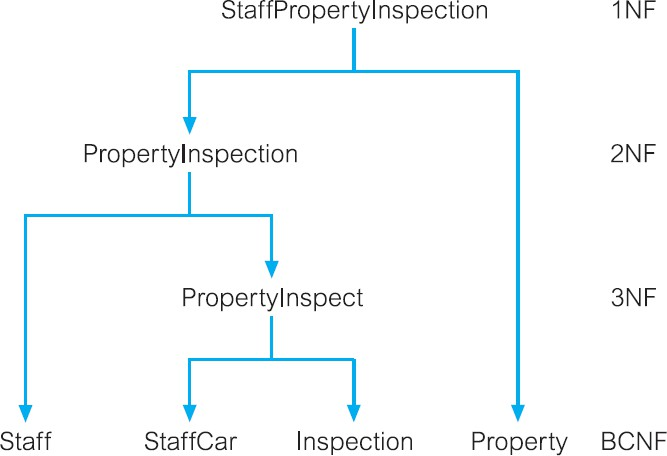 StaffPropertyInspection 1NF
PropertyInspection 2NF
PropertyInspect 3NF
Staff StaffCar Inspection Property BCNF